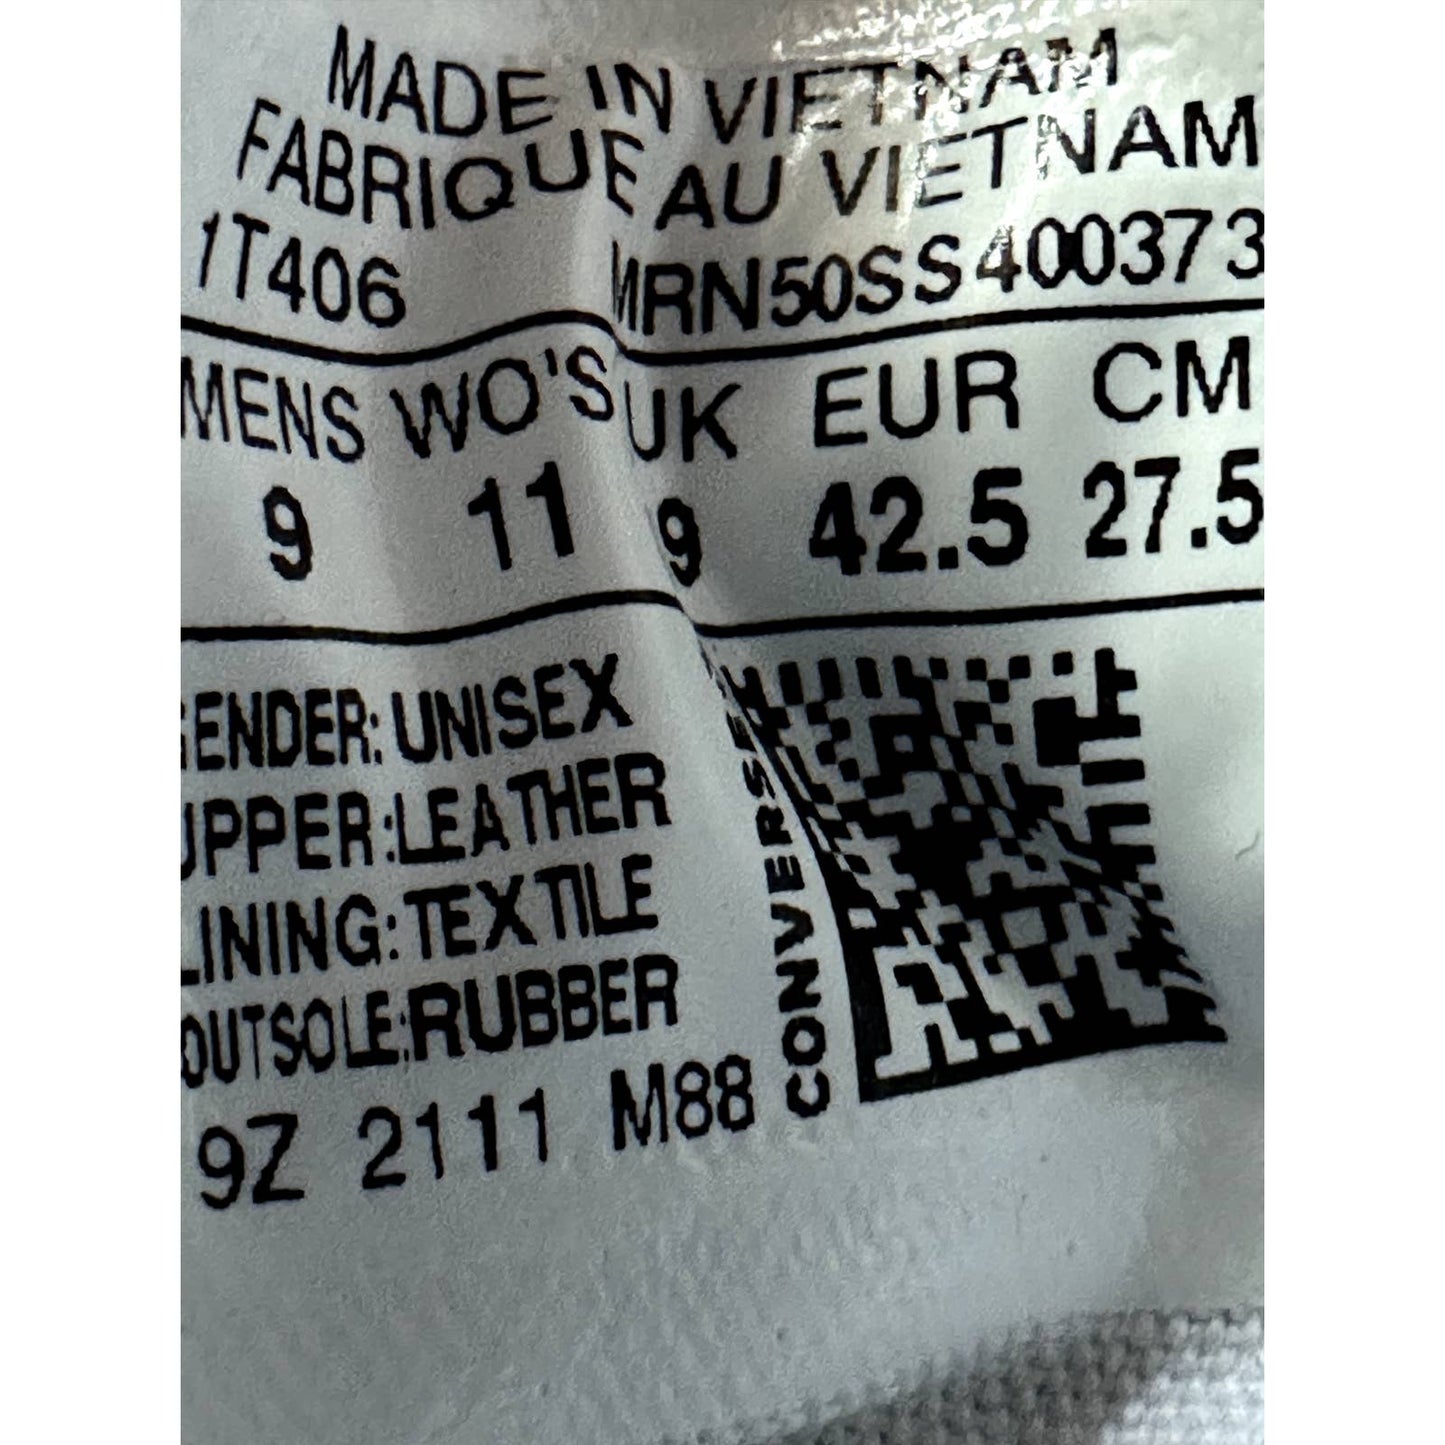 MADE IN VIETNAM
FABRIQUE AU VIETNAM
1T406 MRN50SS400373
MENS WO'S UK EUR CM
9 11 9 42.5 27.5
GENDER: UNISEX
UPPER:LEATHER
LINING:TEXTILE
OUTSOLE:RUBBER
9Z 2111 M88
CONVERSE